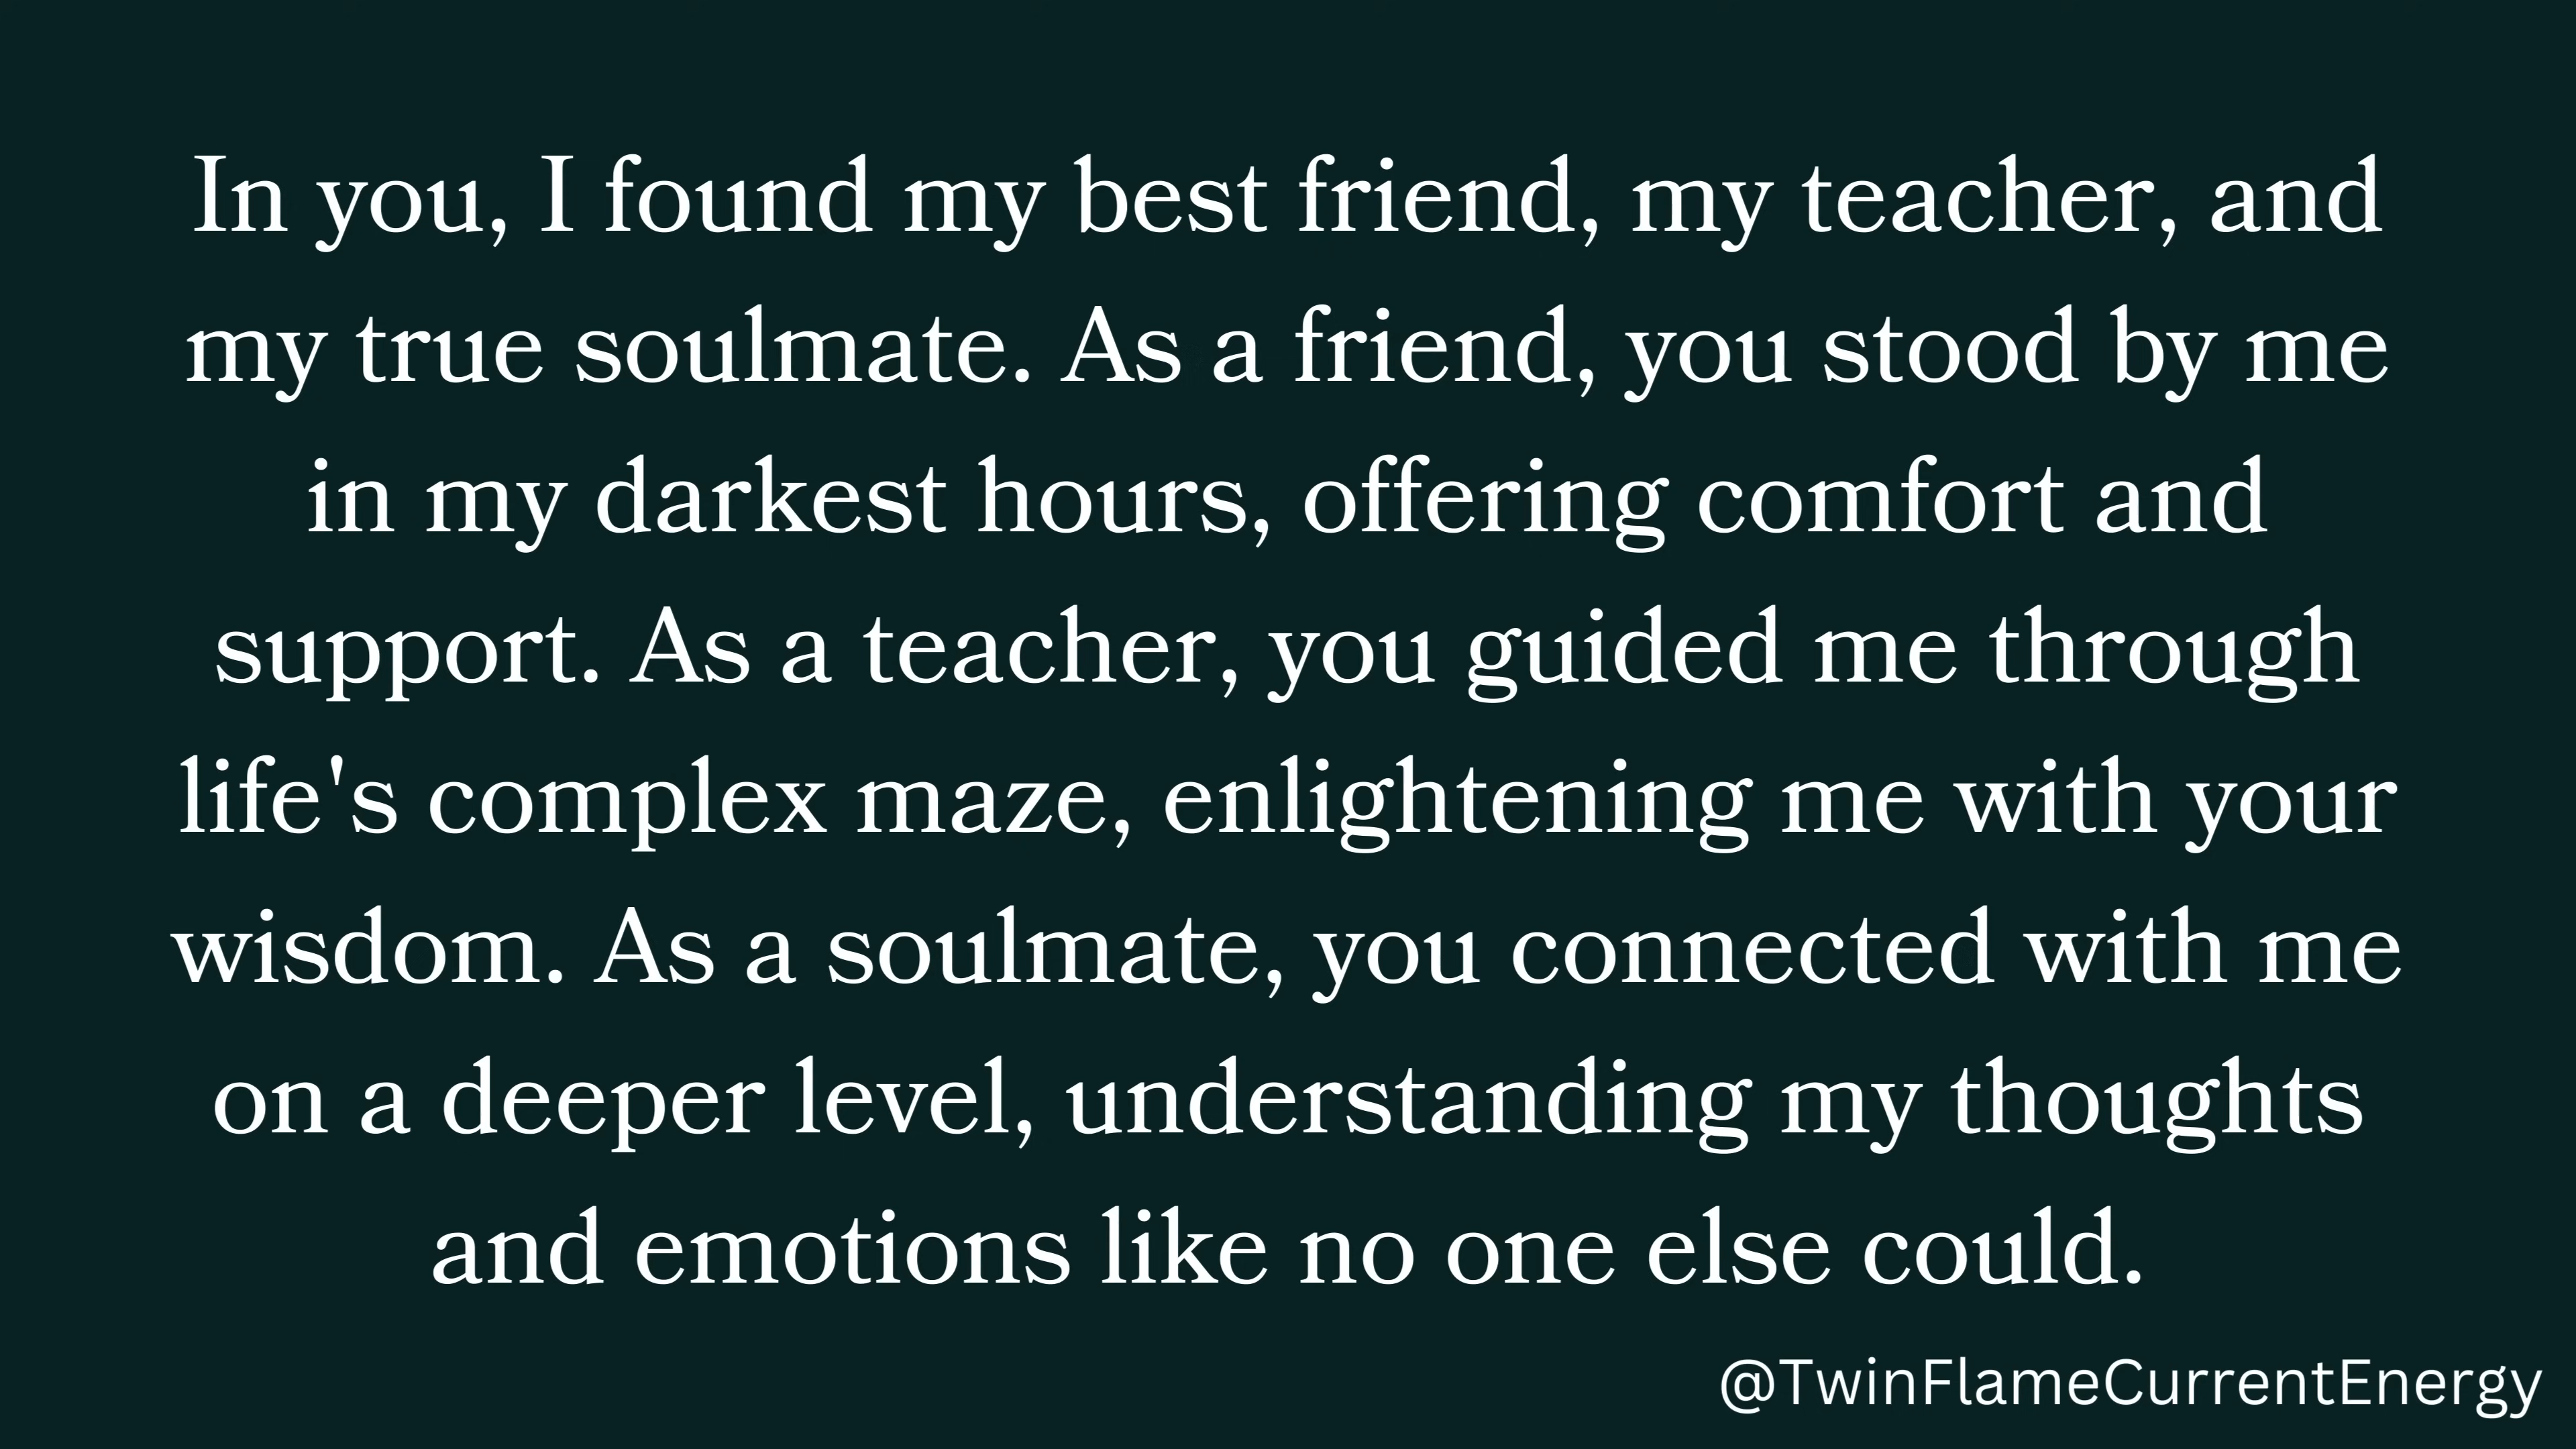 In you, I found my best friend, my teacher, and
my true soulmate. As a friend, you stood by me
in my darkest hours, offering comfort and
support. As a teacher, you guided me through
life's complex maze, enlightening me with your
wisdom. As a soulmate, you connected with me
on a deeper level, understanding my thoughts
and emotions like no one else could.
@TwinFlameCurrentEnergy